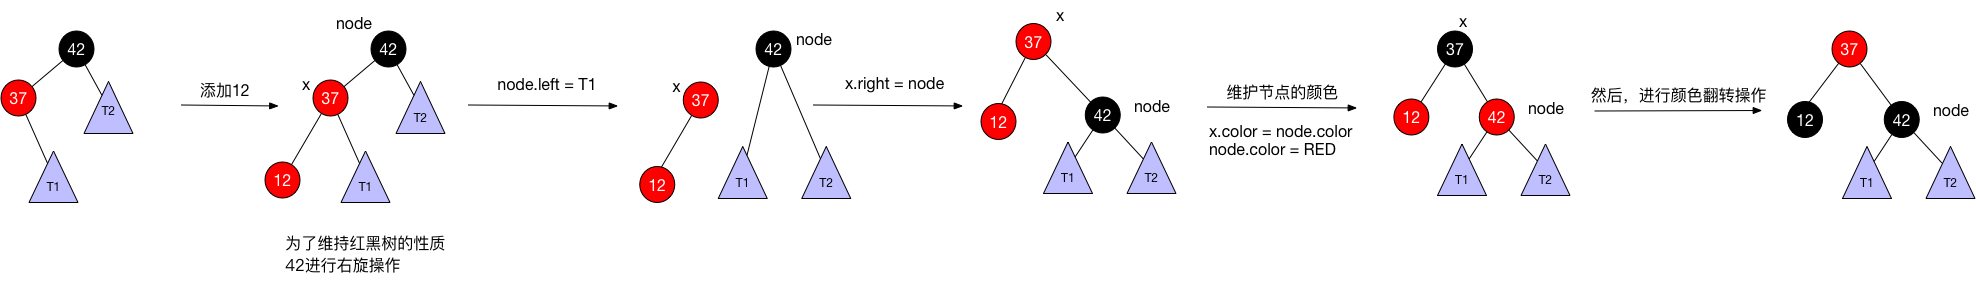 42
37
T2
T1
添加12
node
42
x
37
T2
12
T1
为了维持红黑树的性质
42进行右旋操作
node.left = T1
42
node
x
37
12
T1
T2
x.right = node
x
37
12
42
node
T1
T2
维护节点的颜色
x.color = node.color
node.color = RED
x
37
12
42
node
T1
T2
然后，进行颜色翻转操作
37
12
42
node
T1
T2